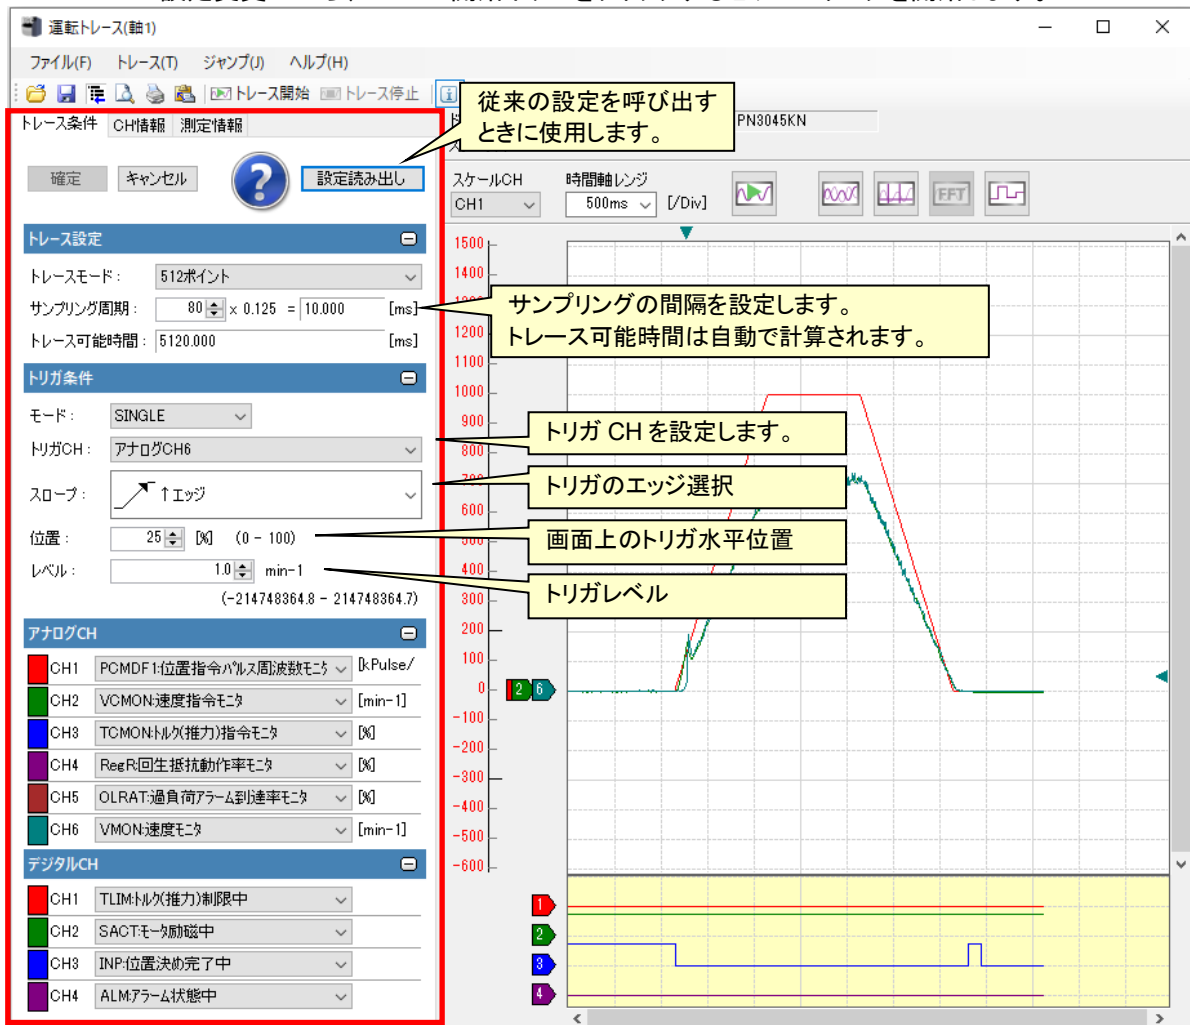 運転トレース(軸1)
ファイル(F) トレース(T) ジャンプ(J) ヘルプ(H)
トレース開始 トレース停止
従来の設定を呼び出す
ときに使用します。
PN3045KN
トレース条件 CH情報 測定情報
確定 キャンセル ? 設定読み出し
スケールCH 時間軸レンジ
CH1 500ms [/Div] EFT
トレース設定
トレースモード： 512ポイント
サンプリング周期： 80 × 0.125 = 10.000 [ms]
トレース可能時間： 5120.000 [ms]
サンプリングの間隔を設定します。
トレース可能時間は自動で計算されます。
トリガ条件
モード： SINGLE
トリガCH： アナログCH6
スロープ： ↑エッジ
位置： 25 [%] (0 - 100)
レベル： 1.0 min-1
(-214748364.8 - 214748364.7)
トリガ CH を設定します。
トリガのエッジ選択
画面上のトリガ水平位置
トリガレベル
アナログCH
CH1 PCMDF1:位置指令パルス周波数モニタ [kPulse/
CH2 VCMON:速度指令モニタ [min-1]
CH3 TCMON:トルク(推力)指令モニタ [%]
CH4 RegR:回生抵抗動作率モニタ [%]
CH5 OLRAT:過負荷アラーム到達率モニタ [%]
CH6 VMON:速度モニタ [min-1]
デジタルCH
CH1 TLIM:トルク(推力)制限中
CH2 SACT:モータ励磁中
CH3 INP:位置決め完了中
CH4 ALM:アラーム状態中
1500
1400
1200
1100
1000
900
800
600
400
300
200
100
0
2 6
-100
-200
-300
-400
-500
-600
1
2
3
4